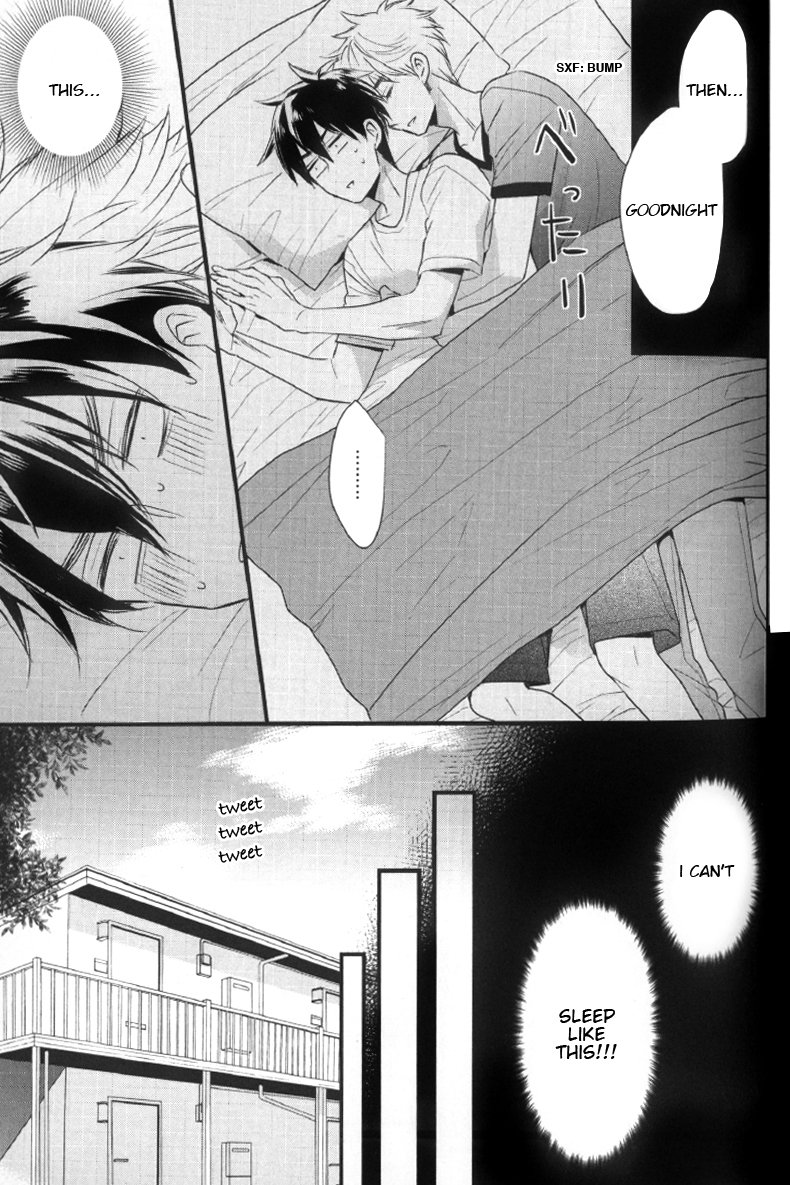 THEN...
GOODNIGHT
SXF: BUMP
べったり
.........
THIS...
I CAN'T
SLEEP
LIKE
THIS!!!
tweet
tweet
tweet